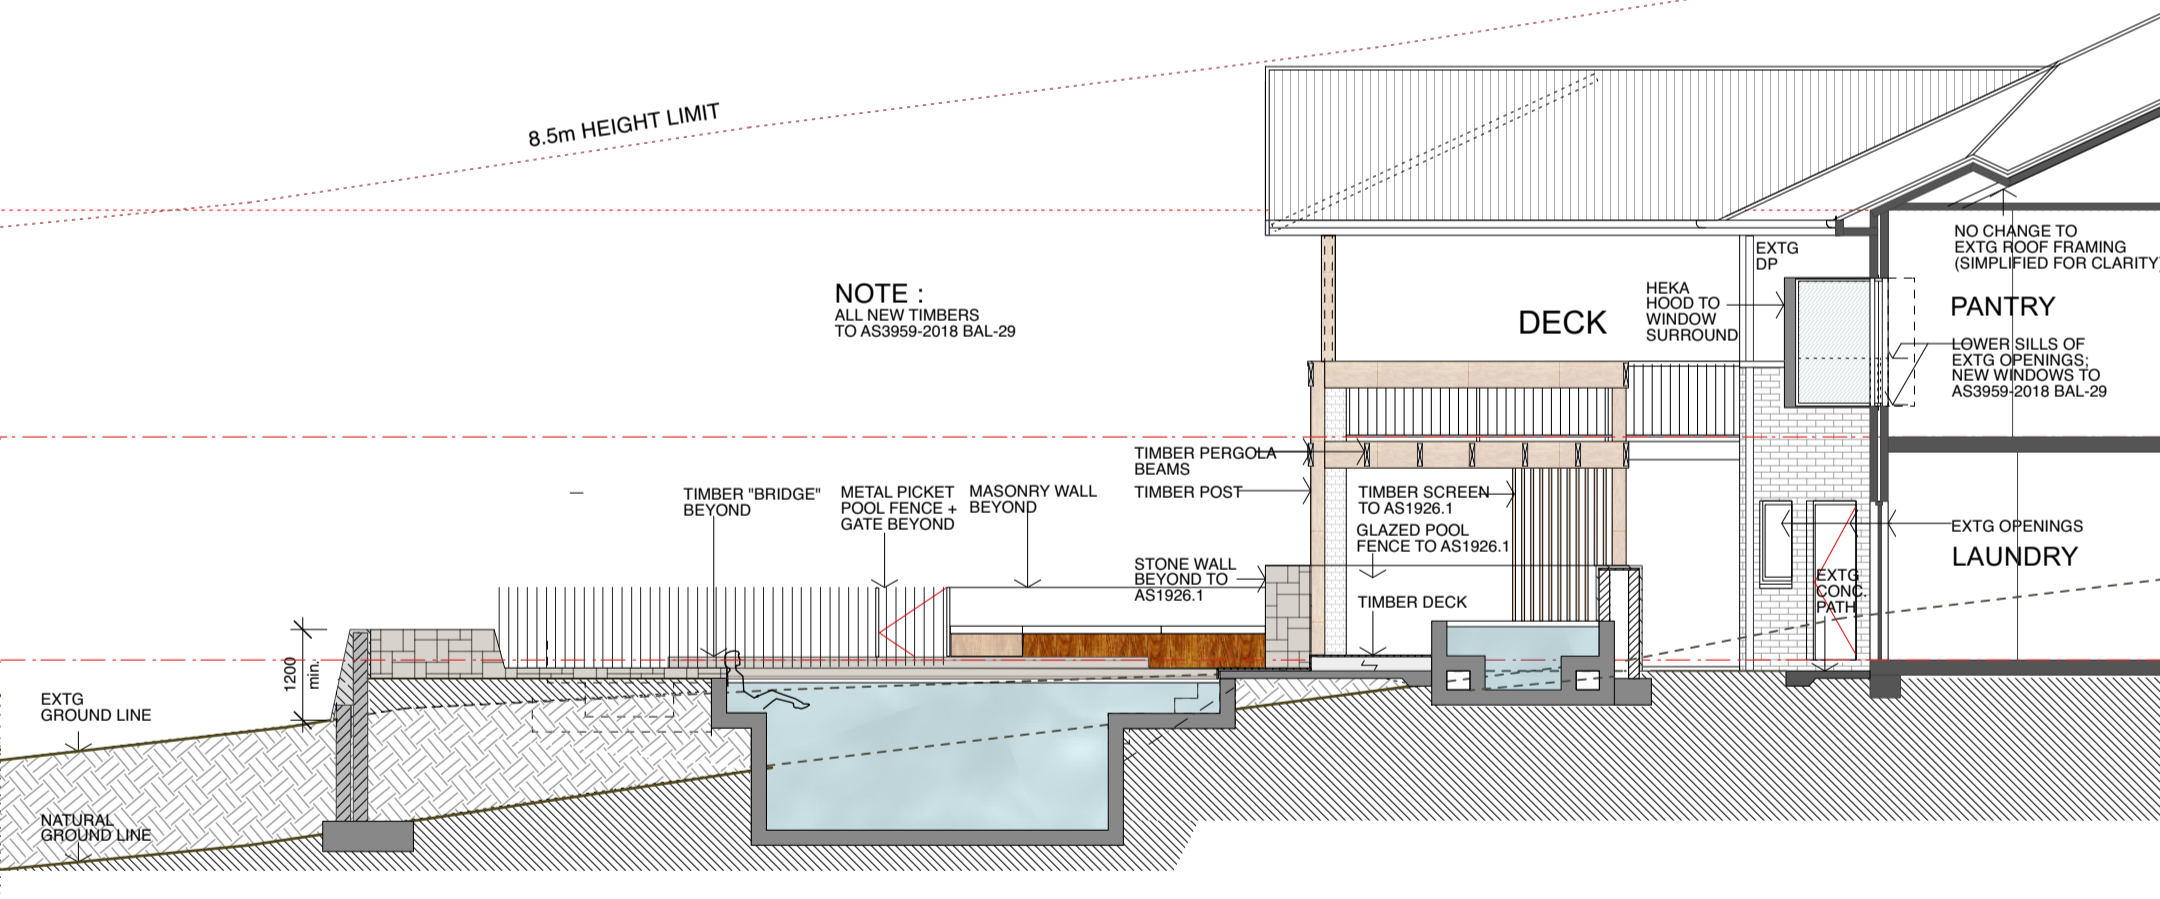 8.5m HEIGHT LIMIT
NOTE :
ALL NEW TIMBERS
TO AS3959-2018 BAL-29
EXTG
DP
NO CHANGE TO
EXTG ROOF FRAMING
(SIMPLIFIED FOR CLARITY)
HEKA
HOOD TO
WINDOW
SURROUND
DECK
PANTRY
LOWER SILLS OF
EXTG OPENINGS;
NEW WINDOWS TO
AS3959-2018 BAL-29
TIMBER PERGOLA
BEAMS
TIMBER POST
TIMBER "BRIDGE"
BEYOND
METAL PICKET
POOL FENCE +
GATE BEYOND
MASONRY WALL
BEYOND
TIMBER SCREEN
TO AS1926.1
GLAZED POOL
FENCE TO AS1926.1
STONE WALL
BEYOND TO
AS1926.1
TIMBER DECK
EXTG OPENINGS
LAUNDRY
EXTG
CONC.
PATH
1200
min.
EXTG
GROUND LINE
NATURAL
GROUND LINE